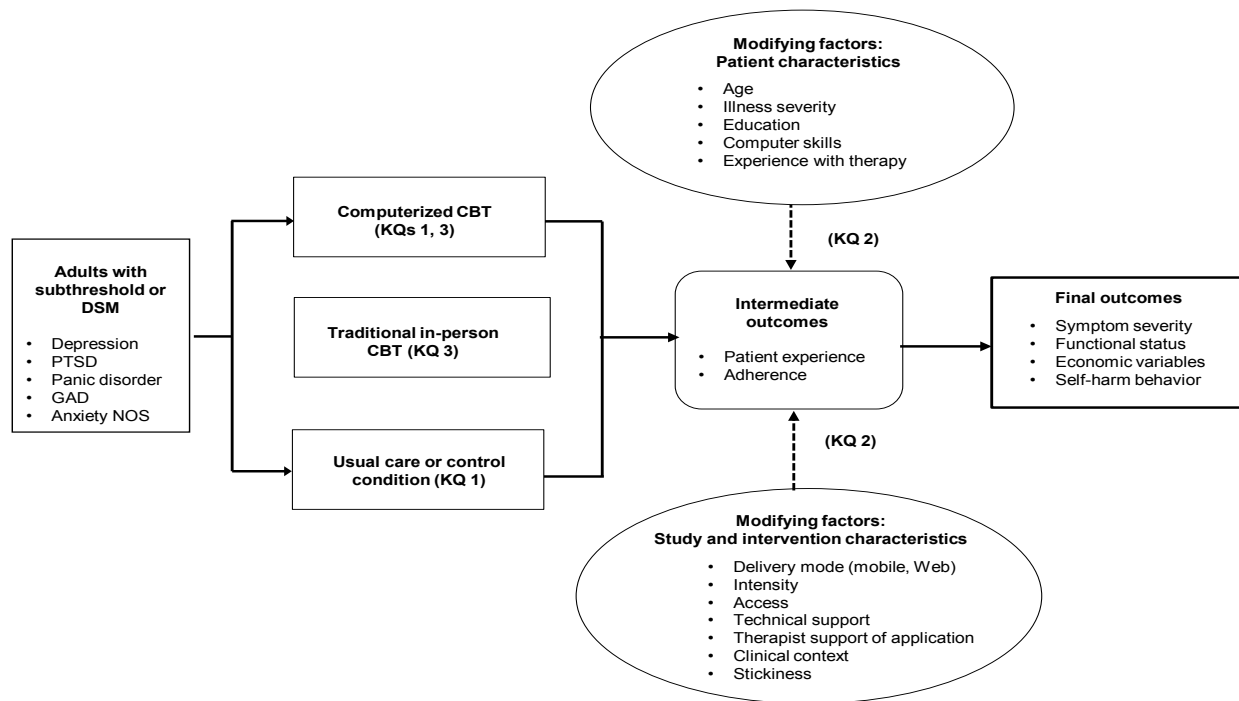 Adults with
subthreshold or
DSM
• Depression
• PTSD
• Panic disorder
• GAD
• Anxiety NOS
Computerized CBT
(KQs 1, 3)
Traditional in-person
CBT (KQ 3)
Usual care or control
condition (KQ 1)
Modifying factors:
Patient characteristics
• Age
• Illness severity
• Education
• Computer skills
• Experience with therapy
(KQ 2)
Intermediate
outcomes
• Patient experience
• Adherence
(KQ 2)
Modifying factors:
Study and intervention characteristics
• Delivery mode (mobile, Web)
• Intensity
• Access
• Technical support
• Therapist support of application
• Clinical context
• Stickiness
Final outcomes
• Symptom severity
• Functional status
• Economic variables
• Self-harm behavior